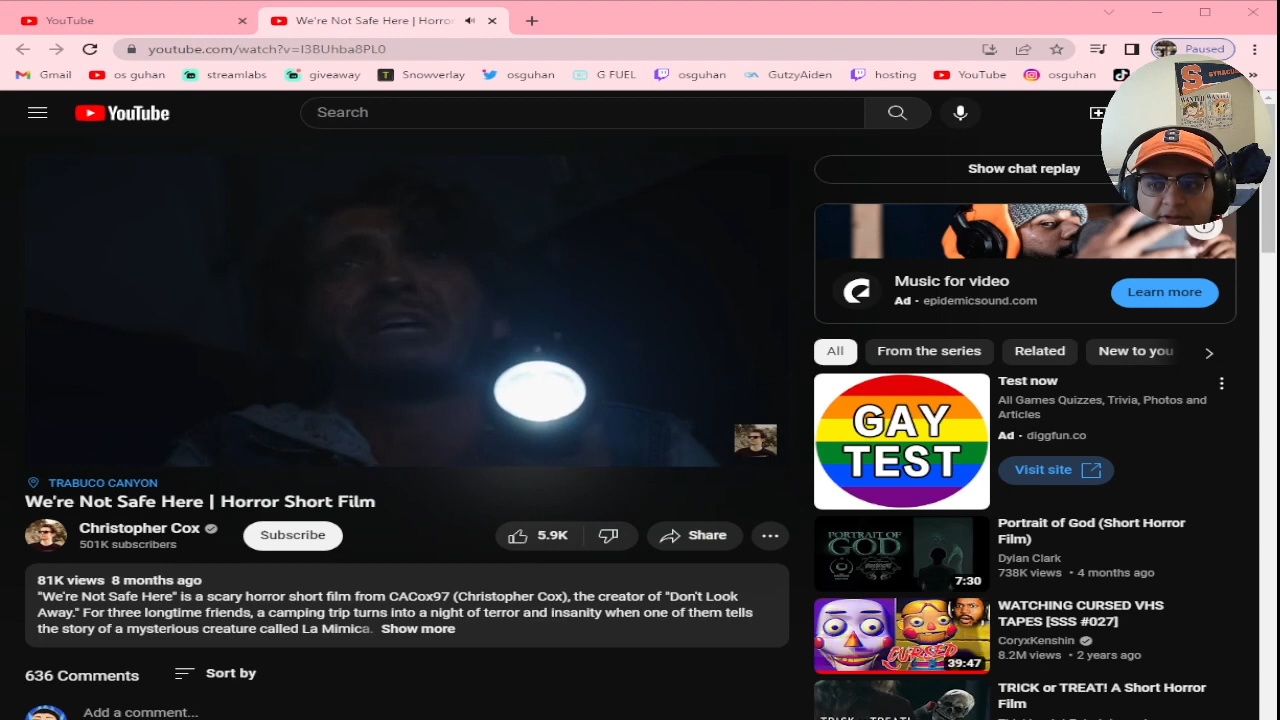 YouTube
We're Not Safe Here | Horror
youtube.com/watch?v=I3BUhba8PL0
Paused
Gmail
os guhan
streamlabs
giveaway
Snowverlay
osguhan
G FUEL
osguhan
GutzyAiden
hosting
YouTube
osguhan
YouTube
Search
SYRACUSE
WANTED
WANTED
Show chat replay
Music for video
Ad · epidemicsound.com
Learn more
All
From the series
Related
New to you
GAY
TEST
Test now
All Games Quizzes, Trivia, Photos and
Articles
Ad · diggfun.co
Visit site
TRABUCO CANYON
We're Not Safe Here | Horror Short Film
Christopher Cox
501K subscribers
Subscribe
5.9K
Share
81K views 8 months ago
"We're Not Safe Here" is a scary horror short film from CACox97 (Christopher Cox), the creator of "Don't Look
Away." For three longtime friends, a camping trip turns into a night of terror and insanity when one of them tells
the story of a mysterious creature called La Mimica. Show more
636 Comments
Sort by
Add a comment...
PORTRAIT OF
GOD
7:30
Portrait of God (Short Horror
Film)
Dylan Clark
738K views • 4 months ago
CURSED
39:47
WATCHING CURSED VHS
TAPES [SSS #027]
CoryxKenshin
8.2M views • 2 years ago
TRICK or TREAT! A Short Horror
Film